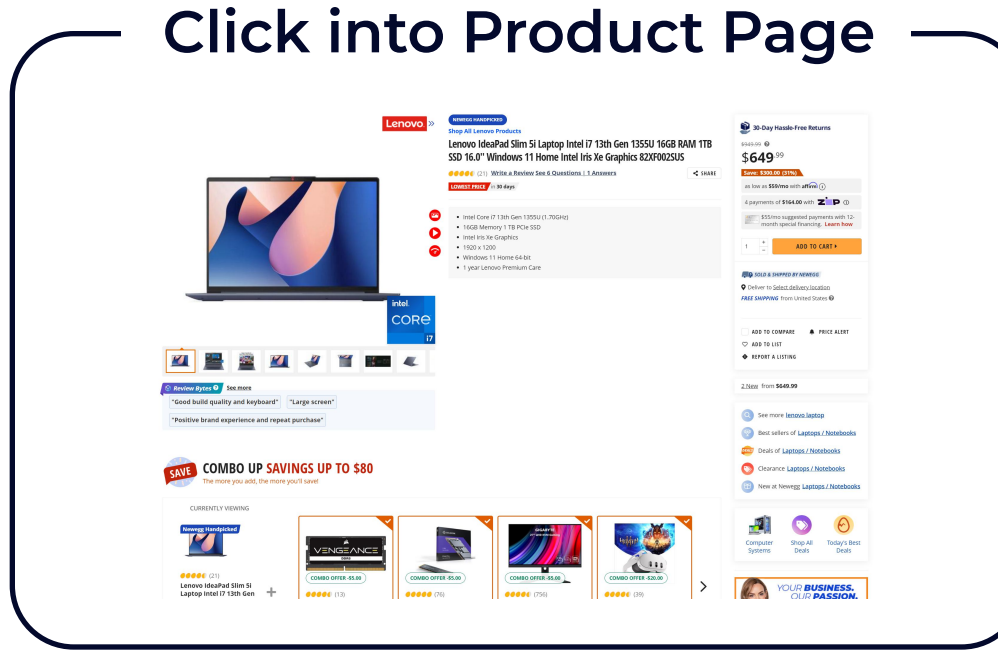 Click into Product Page
Lenovo
NEWEGG HANDPICKED
Shop All Lenovo Products
Lenovo IdeaPad Slim 5i Laptop Intel i7 13th Gen 1355U 16GB RAM 1TB
SSD 16.0" Windows 11 Home Intel Iris Xe Graphics 82XF002SUS
(21) Write a Review See 6 Questions | 1 Answers
SHARE
LOWEST PRICE in 30 days
Intel Core i7 13th Gen 1355U (1.70GHz)
16GB Memory 1 TB PCIe SSD
Intel Iris Xe Graphics
1920 x 1200
Windows 11 Home 64-bit
1 year Lenovo Premium Care
intel.
CORE
i7
Review Bytes
See more
"Good build quality and keyboard"
"Large screen"
"Positive brand experience and repeat purchase"
30-Day Hassle-Free Returns
$949.99
$649.99
Save: $300.00 (31%)
as low as $59/mo with affirm
4 payments of $164.00 with ZIP
$55/mo suggested payments with 12-
month special financing. Learn how
1
+
−
ADD TO CART
SOLD & SHIPPED BY NEWEGG
Deliver to Select delivery location
FREE SHIPPING from United States
ADD TO COMPARE
PRICE ALERT
ADD TO LIST
REPORT A LISTING
2 New from $649.99
See more lenovo laptop
Best sellers of Laptops / Notebooks
Deals of Laptops / Notebooks
Clearance Laptops / Notebooks
New at Newegg Laptops / Notebooks
Computer
Systems
Shop All
Deals
Today's Best
Deals
YOUR BUSINESS.
OUR PASSION.
SAVE
COMBO UP SAVINGS UP TO $80
The more you add, the more you'll save!
CURRENTLY VIEWING
Newegg Handpicked
(21)
Lenovo IdeaPad Slim 5i
Laptop Intel i7 13th Gen
VENGEANCE
COMBO OFFER -$5.00
(13)
COMBO OFFER -$5.00
(76)
GIGABYTE
COMBO OFFER -$5.00
(756)
COMBO OFFER -$20.00
(39)